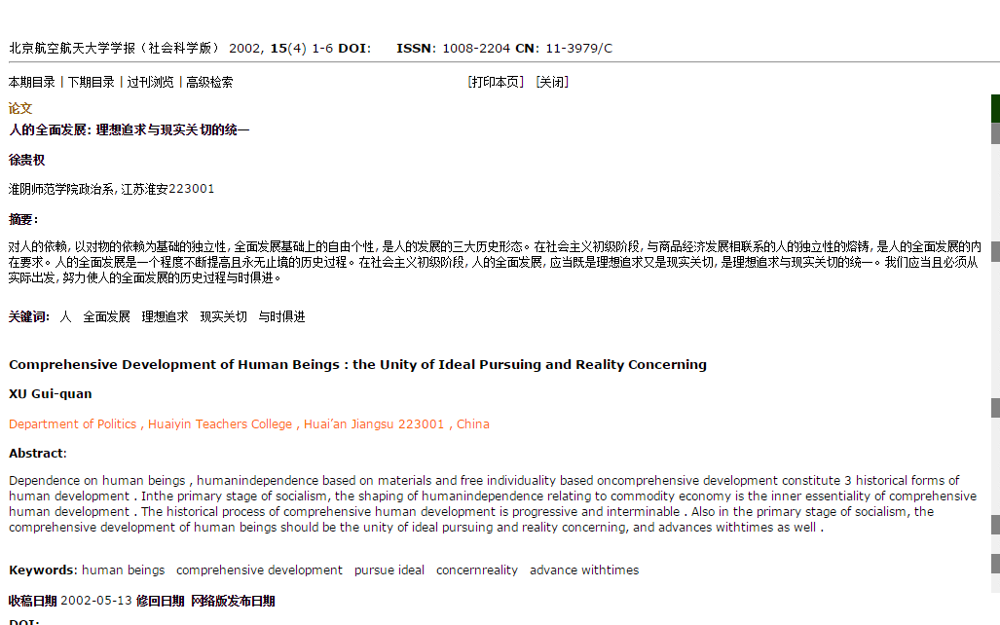 北京航空航天大学学报（社会科学版） 2002, 15(4) 1-6 DOI: ISSN: 1008-2204 CN: 11-3979/C
本期目录 | 下期目录 | 过刊浏览 | 高级检索 [打印本页] [关闭]
论文
人的全面发展: 理想追求与现实关切的统一
徐贵权
淮阴师范学院政治系, 江苏淮安223001
摘要：
对人的依赖, 以对物的依赖为基础的独立性, 全面发展基础上的自由个性, 是人的发展的三大历史形态。在社会主义初级阶段, 与商品经济发展相联系的人的独立性的熔铸, 是人的全面发展的内
在要求。人的全面发展是一个程度不断提高且永无止境的历史过程。在社会主义初级阶段, 人的全面发展, 应当既是理想追求又是现实关切, 是理想追求与现实关切的统一。我们应当且必须从
实际出发, 努力使人的全面发展的历史过程与时俱进。
关键词： 人 全面发展 理想追求 现实关切 与时俱进
Comprehensive Development of Human Beings : the Unity of Ideal Pursuing and Reality Concerning
XU Gui-quan
Department of Politics , Huaiyin Teachers College , Huai’an Jiangsu 223001 , China
Abstract:
Dependence on human beings , humanindependence based on materials and free individuality based oncomprehensive development constitute 3 historical forms of
human development . Inthe primary stage of socialism, the shaping of humanindependence relating to commodity economy is the inner essentiality of comprehensive
human development . The historical process of comprehensive human development is progressive and interminable . Also in the primary stage of socialism, the
comprehensive development of human beings should be the unity of ideal pursuing and reality concerning, and advances withtimes as well .
Keywords: human beings comprehensive development pursue ideal concernreality advance withtimes
收稿日期 2002-05-13 修回日期 网络版发布日期
DOI: